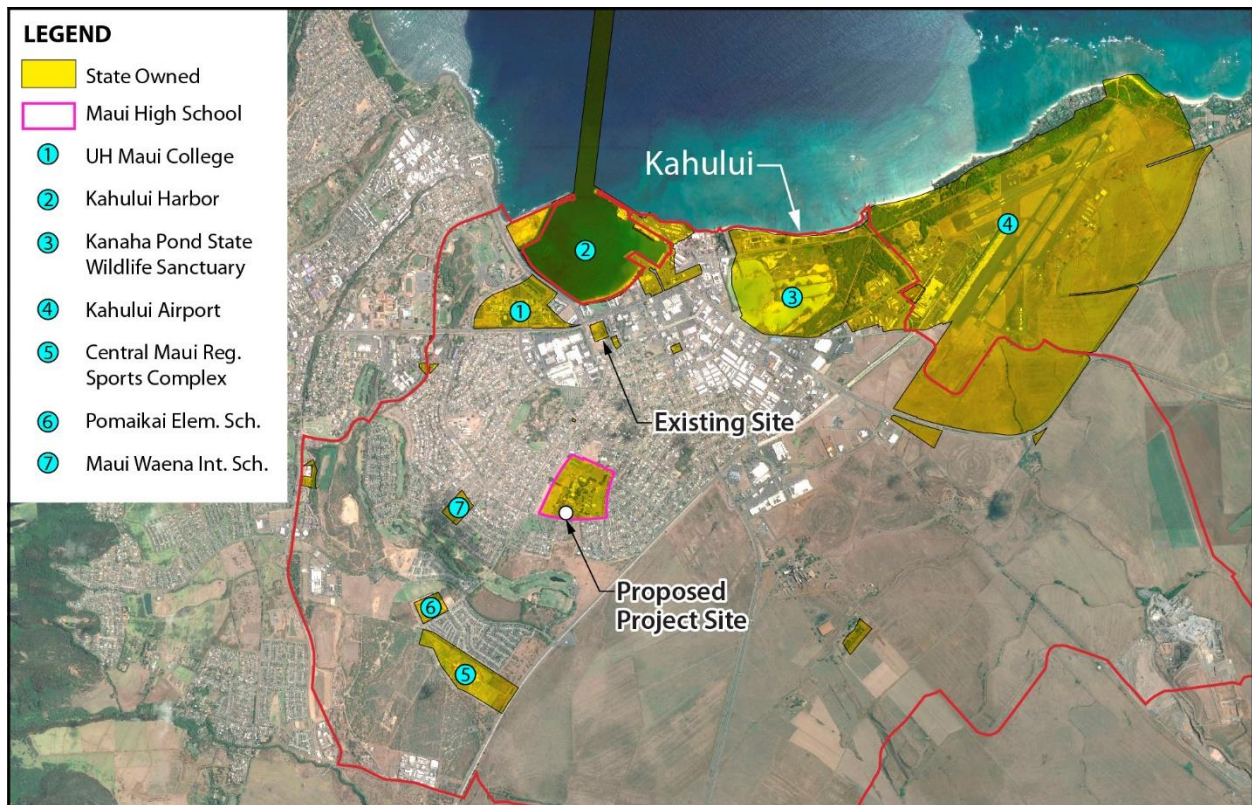 LEGEND
State Owned
Maui High School
1 UH Maui College
2 Kahului Harbor
3 Kanaha Pond State
Wildlife Sanctuary
4 Kahului Airport
5 Central Maui Reg.
Sports Complex
6 Pomaikai Elem. Sch.
7 Maui Waena Int. Sch.
Kahului
2
4
3
1
Existing Site
7
Proposed
Project Site
6
5